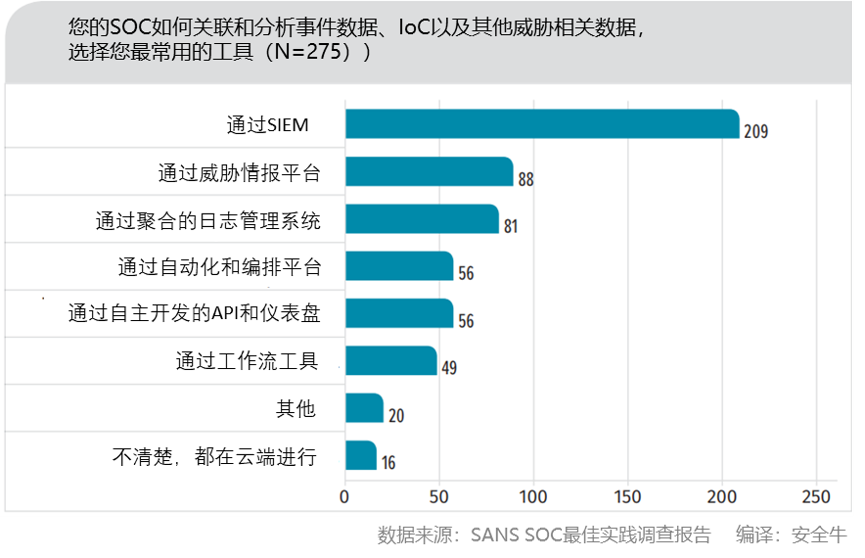 您的SOC如何关联和分析事件数据、IoC以及其他威胁相关数据，
选择您最常用的工具（N=275））
通过SIEM
209
通过威胁情报平台
88
通过聚合的日志管理系统
81
通过自动化和编排平台
56
通过自主开发的API和仪表盘
56
通过工作流工具
49
其他
20
不清楚，都在云端进行
16
0 50 100 150 200 250
数据来源：SANS SOC最佳实践调查报告 编译：安全牛